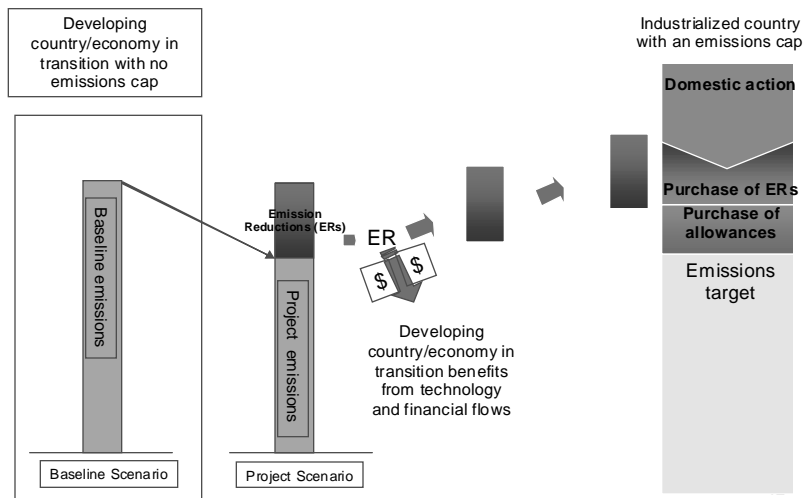 Developing
country/economy in
transition with no
emissions cap
Industrialized country
with an emissions cap
Domestic action
Purchase of ERs
Purchase of
allowances
Emissions
target
Baseline emissions
Emission
Reductions (ERs)
Project emissions
ER
$
$
Developing
country/economy in
transition benefits
from technology
and financial flows
Baseline Scenario
Project Scenario